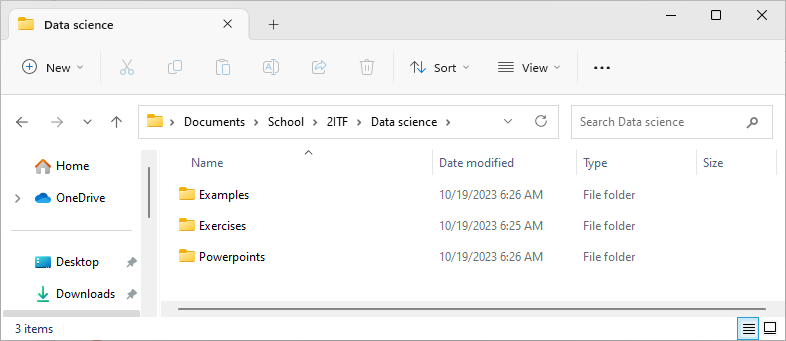 Data science
New Sort View
Documents School 2ITF Data science Search Data science
Home
OneDrive
Desktop
Downloads
Name Date modified Type Size
Examples 10/19/2023 6:26 AM File folder
Exercises 10/19/2023 6:25 AM File folder
Powerpoints 10/19/2023 6:26 AM File folder
3 items